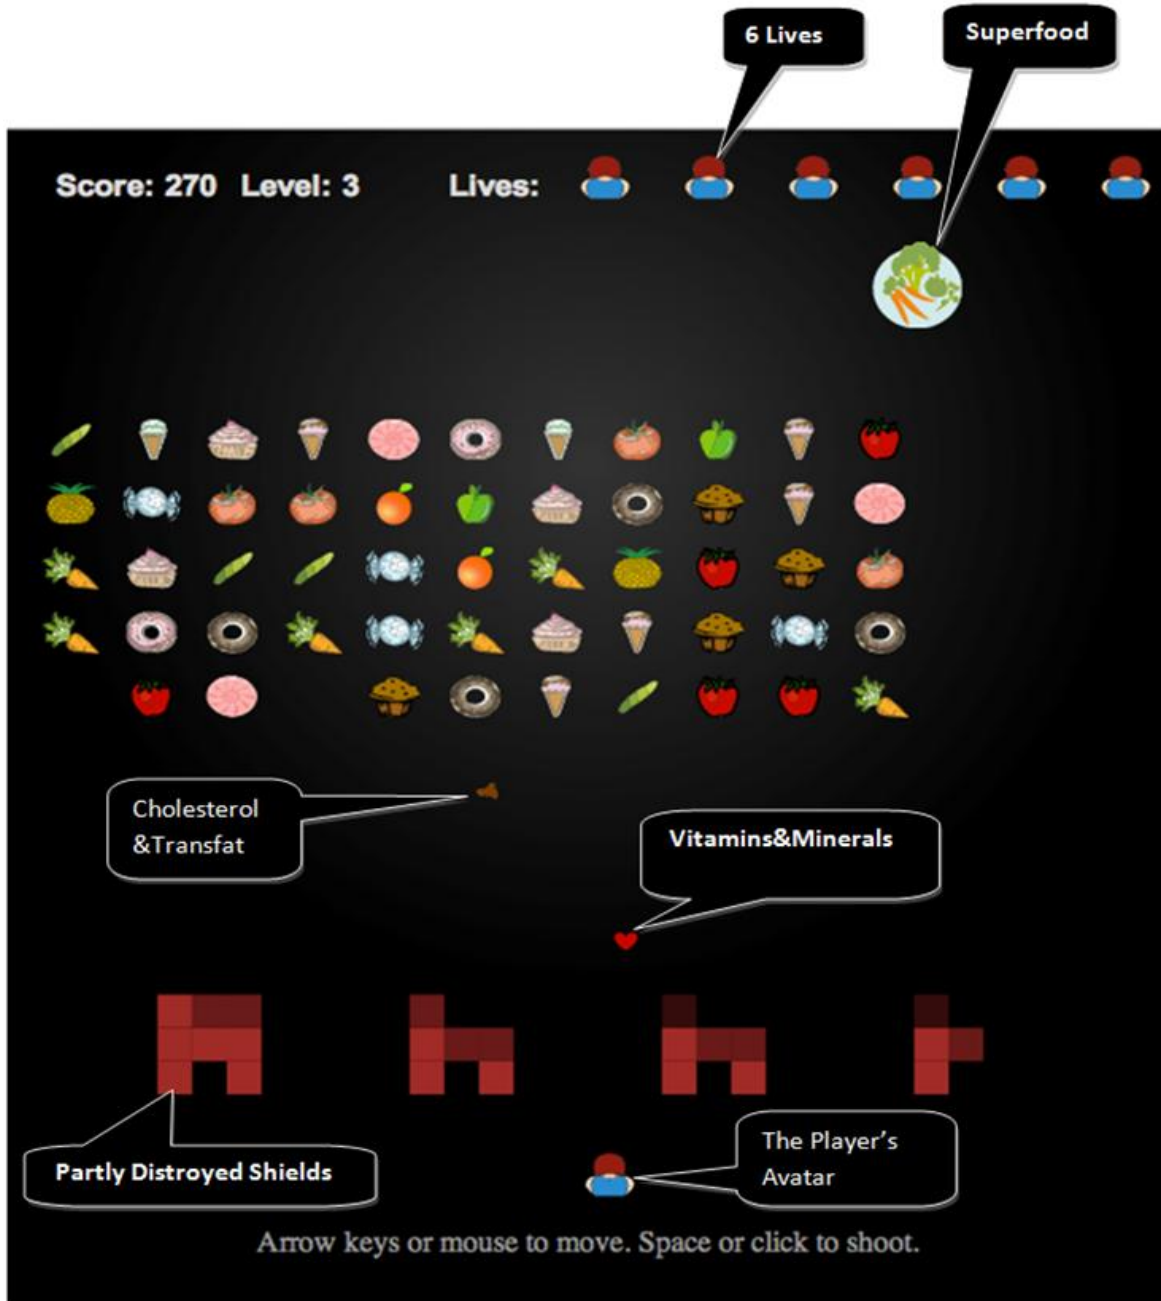 6 Lives
Superfood
Score: 270 Level: 3 Lives:
Cholesterol
&Transfat
Vitamins&Minerals
Partly Distroyed Shields
The Player’s
Avatar
Arrow keys or mouse to move. Space or click to shoot.